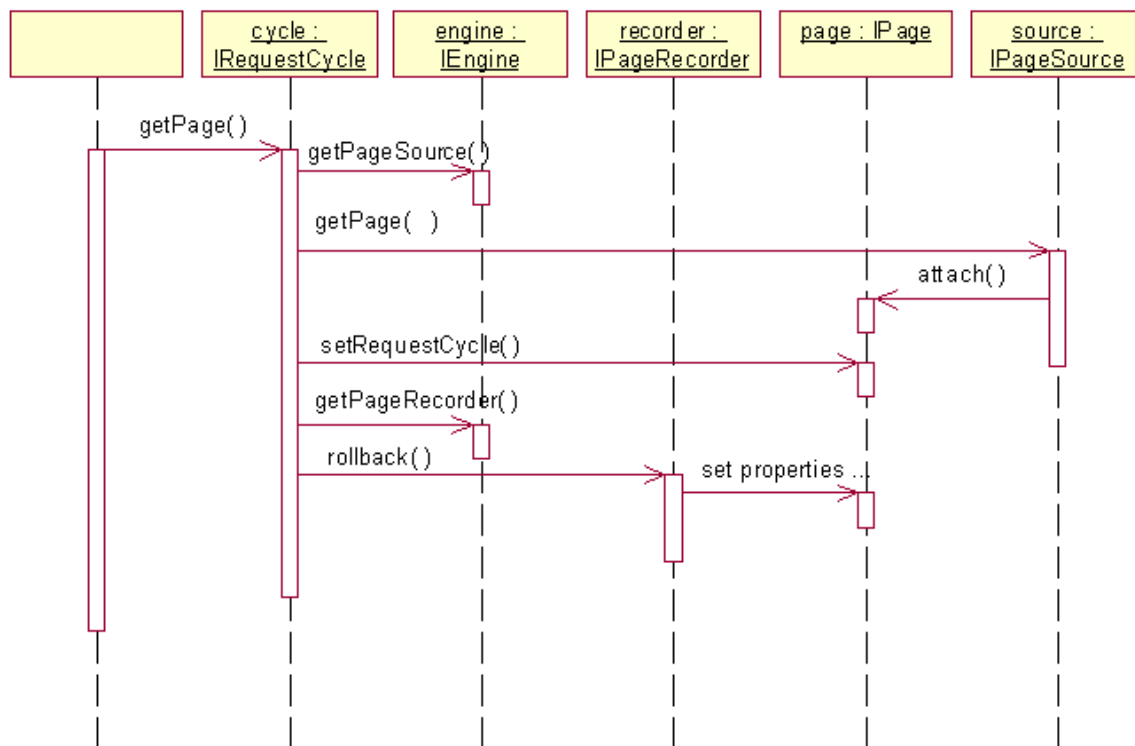 cycle :
IRequestCycle
engine :
IEngine
recorder :
IPageRecorder
page : IPage
source :
IPageSource
getPage()
getPageSource()
getPage(  )
attach()
setRequestCycle()
getPageRecorder()
rollback()
set properties ...